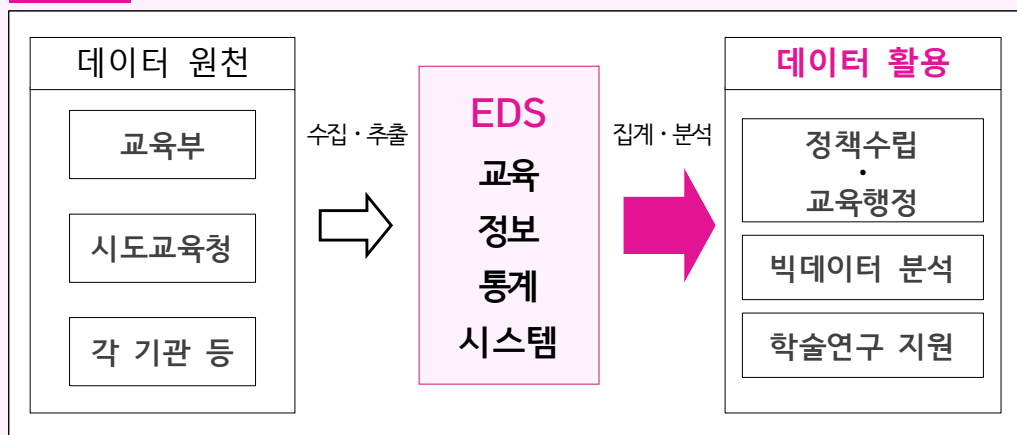 데이터 원천
교육부
시도교육청
각 기관 등
수집·추출
EDS
교육
정보
통계
시스템
집계·분석
데이터 활용
정책수립
·
교육행정
빅데이터 분석
학술연구 지원